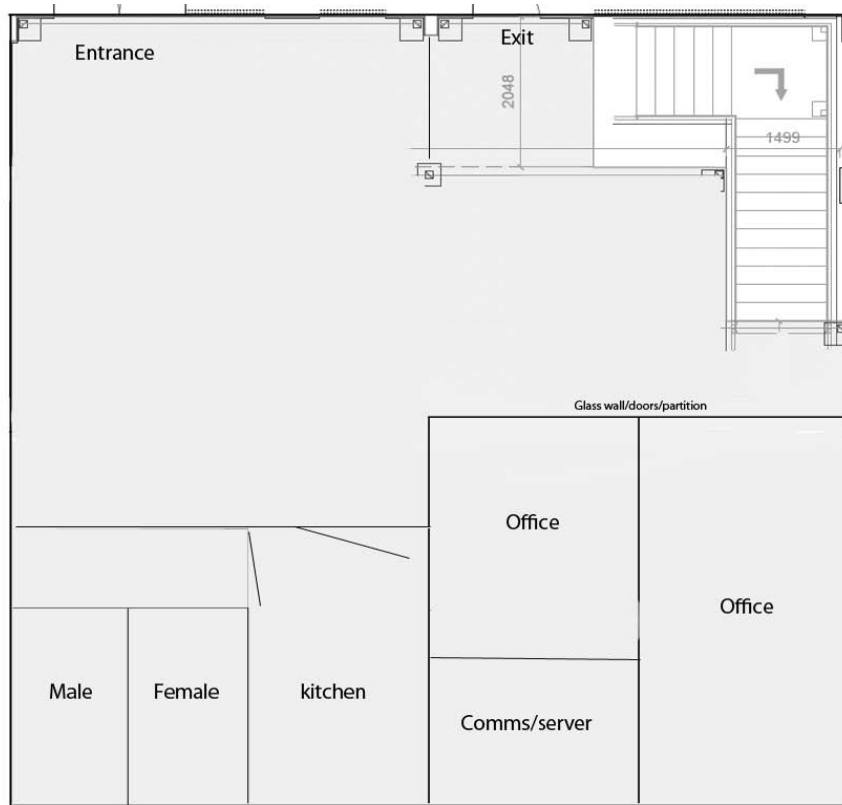 Entrance
Exit
2048
1499
Glass wall/doors/partition
Office
Office
Male
Female
kitchen
Comms/server